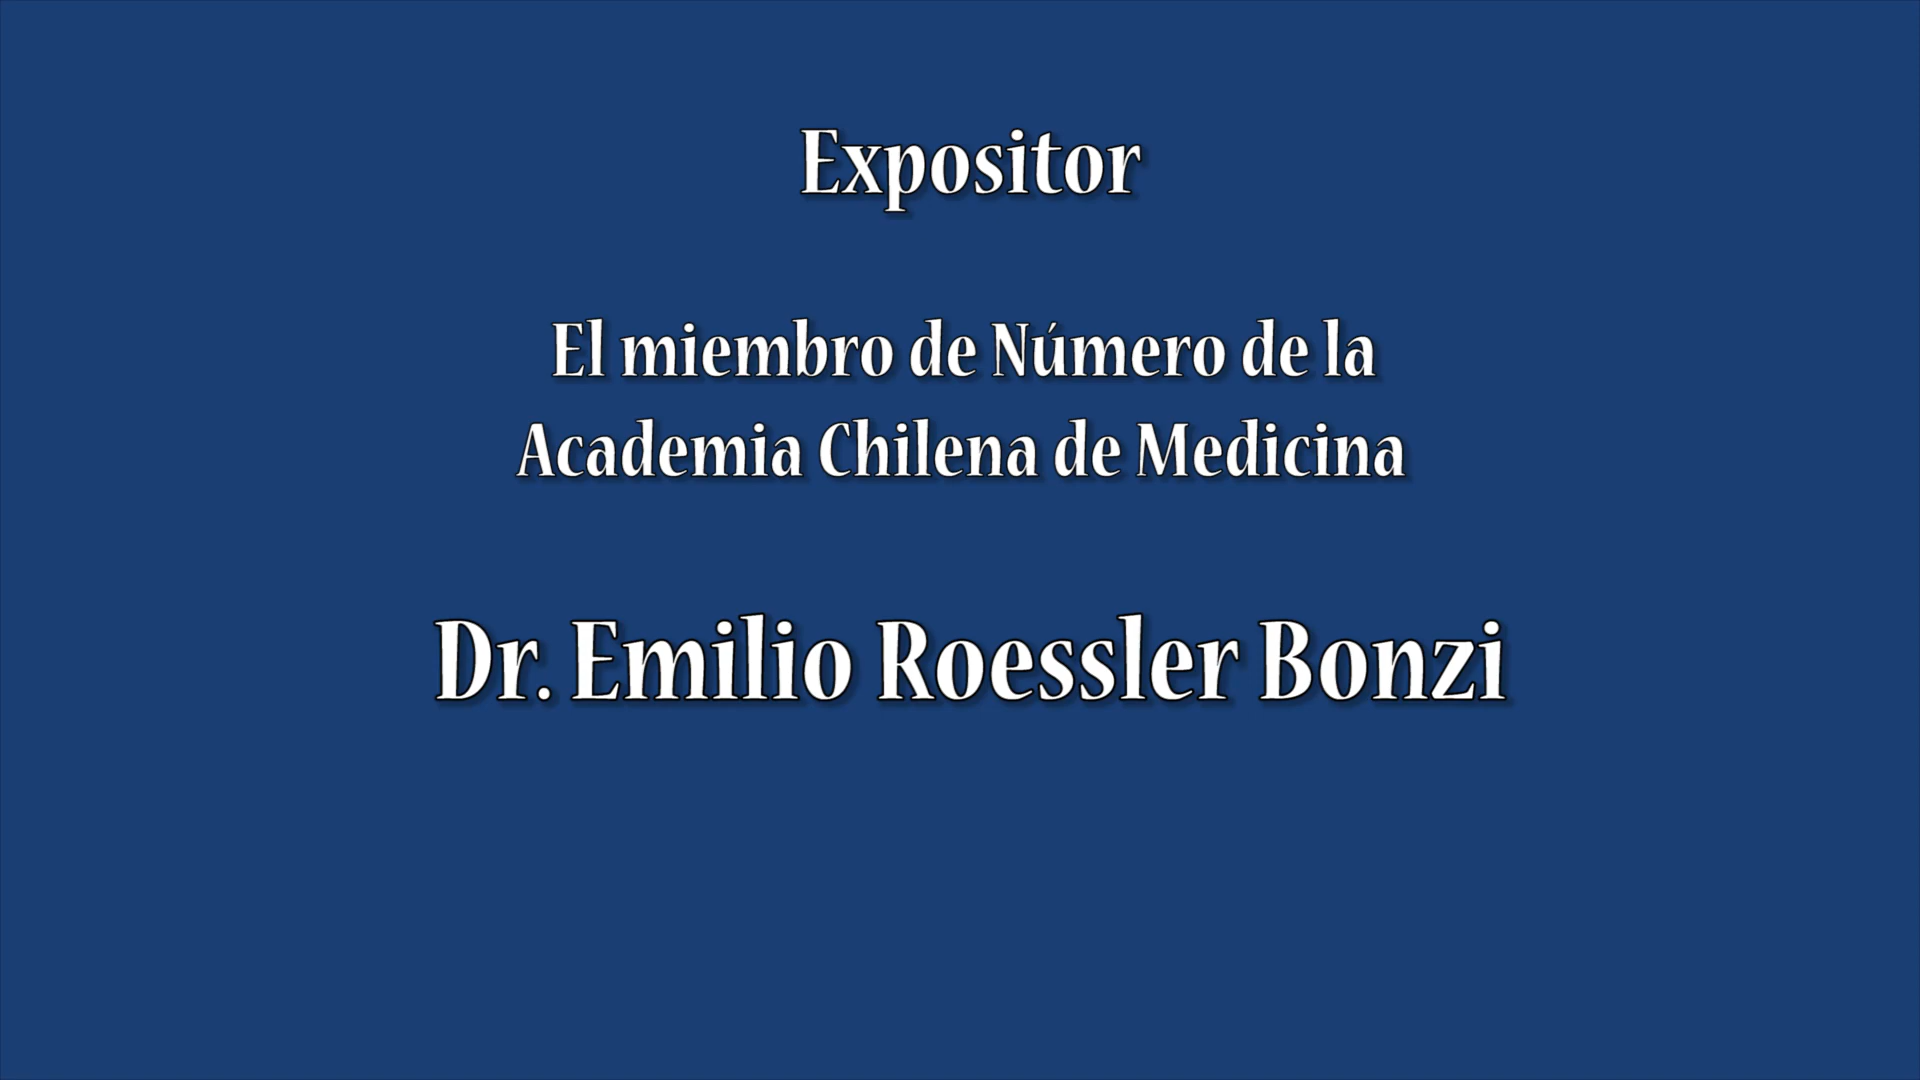 Expositor
El miembro de Número de la
Academia Chilena de Medicina
Dr. Emilio Roessler Bonzi